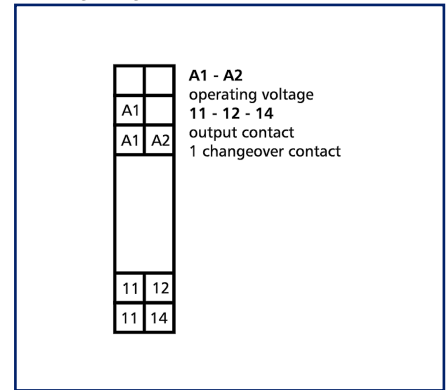 A1 - A2
operating voltage
11 - 12 - 14
output contact
1 changeover contact
A1
A1 A2
11 12
11 14